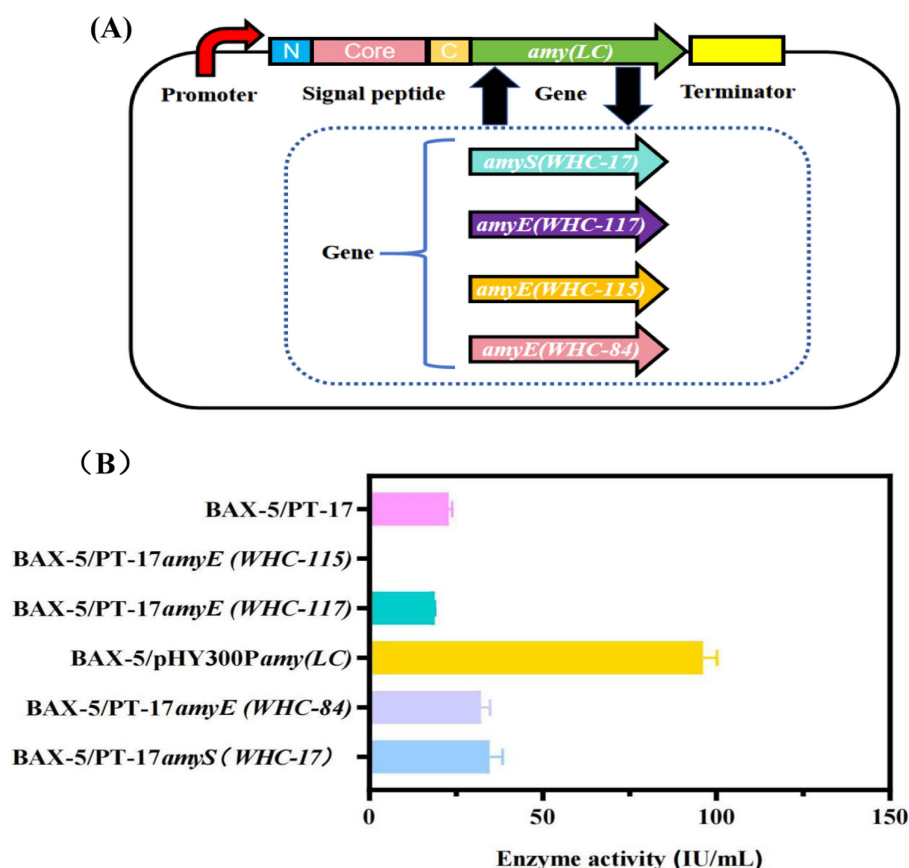 (A)
N Core C amy(LC)
Promoter Signal peptide Gene Terminator
amyS(WHC-17)
amyE(WHC-117)
Gene
amyE(WHC-115)
amyE(WHC-84)
（B）
BAX-5/PT-17
BAX-5/PT-17amyE (WHC-115)
BAX-5/PT-17amyE (WHC-117)
BAX-5/pHY300Pamy(LC)
BAX-5/PT-17amyE (WHC-84)
BAX-5/PT-17amyS（WHC-17）
0 50 100 150
Enzyme activity (IU/mL)